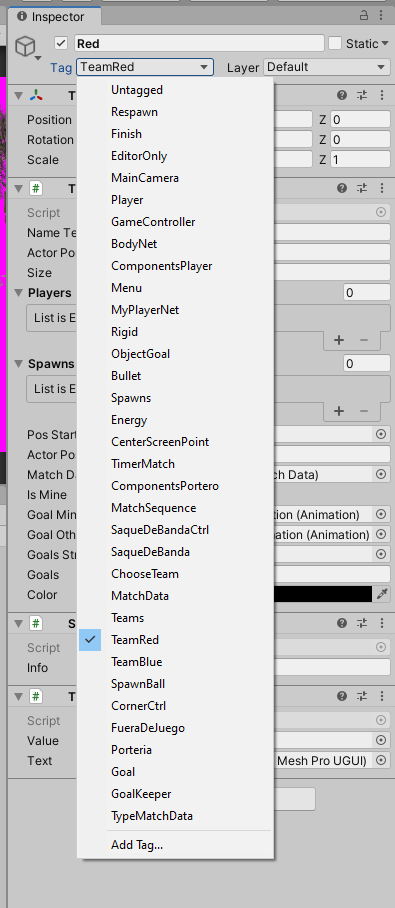 Inspector
Red
Static
Tag TeamRed Layer Default
Untagged
Respawn
Finish
EditorOnly
MainCamera
Player
GameController
BodyNet
ComponentsPlayer
Menu
MyPlayerNet
Rigid
ObjectGoal
Bullet
Spawns
Energy
CenterScreenPoint
TimerMatch
ComponentsPortero
MatchSequence
SaqueDeBandaCtrl
SaqueDeBanda
ChooseTeam
MatchData
Teams
TeamRed
TeamBlue
SpawnBall
CornerCtrl
FueraDeJuego
Porteria
Goal
GoalKeeper
TypeMatchData
Add Tag...
T
Position Z 0
Rotation Z 0
Scale Z 1
# T
Script
Name Te
Actor Po
Size
Players 0
List is E
+ −
Spawns 0
List is E
+ −
Pos Start
Actor Po
Match Da ch Data)
Is Mine
Goal Min tion (Animation)
Goal Oth ation (Animation)
Goals Str
Goals
Color
# S
Script
Info
# T
Script
Value
Text Mesh Pro UGUI)